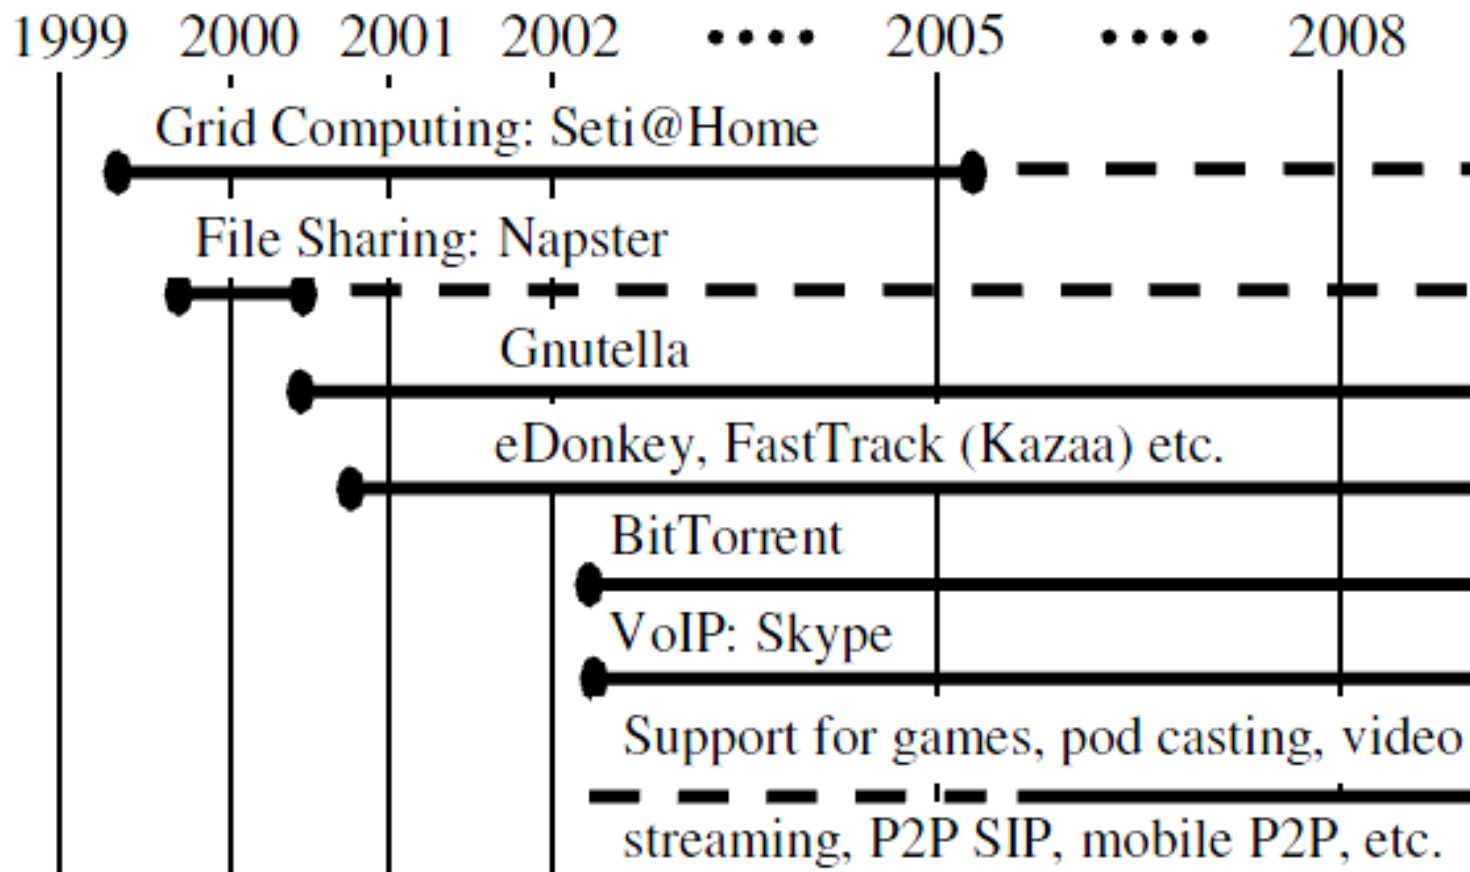 1999 2000 2001 2002 .... 2005 .... 2008
Grid Computing: Seti@Home
File Sharing: Napster
Gnutella
eDonkey, FastTrack (Kazaa) etc.
BitTorrent
VoIP: Skype
Support for games, pod casting, video
streaming, P2P SIP, mobile P2P, etc.